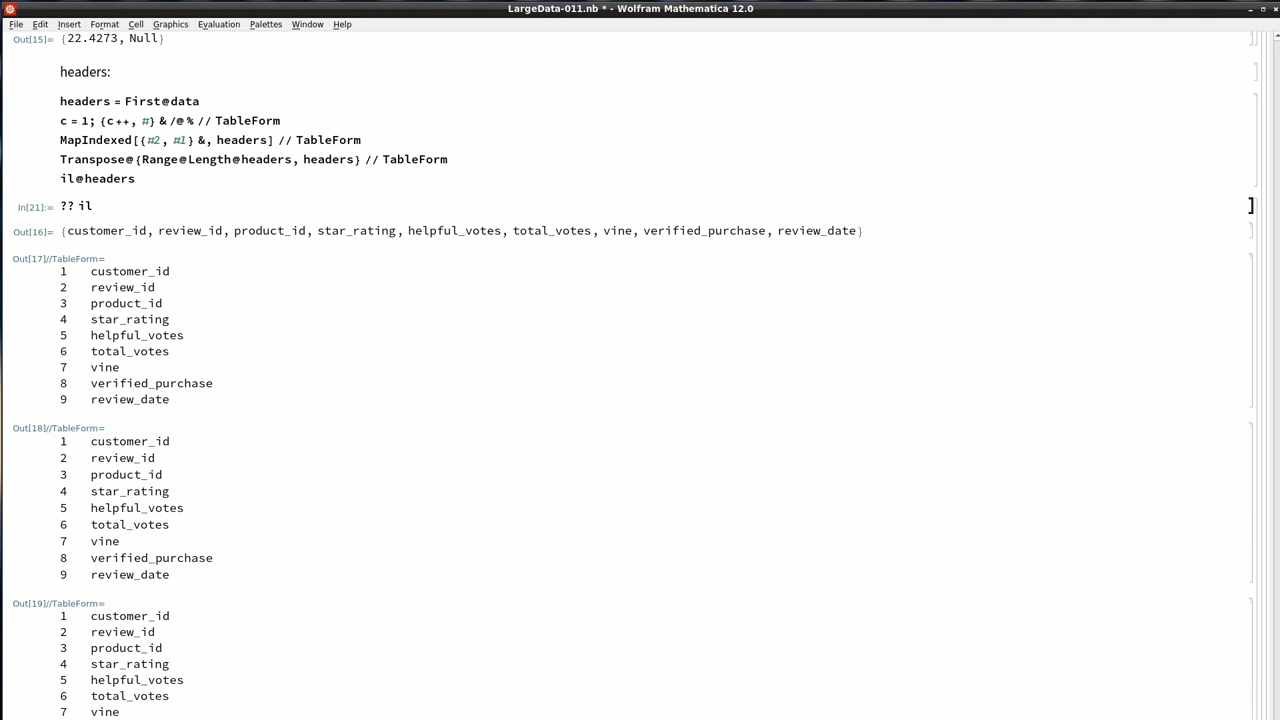 LargeData-011.nb * - Wolfram Mathematica 12.0
File Edit Insert Format Cell Graphics Evaluation Palettes Window Help
Out[15]= {22.4273, Null}
headers:
headers = First@data
c = 1; {c++, #} & /@ % // TableForm
MapIndexed[{#2, #1} &, headers] // TableForm
Transpose@{Range@Length@headers, headers} // TableForm
il@headers
In[21]:= ?? il
Out[16]= {customer_id, review_id, product_id, star_rating, helpful_votes, total_votes, vine, verified_purchase, review_date}
Out[17]//TableForm=
1 customer_id
2 review_id
3 product_id
4 star_rating
5 helpful_votes
6 total_votes
7 vine
8 verified_purchase
9 review_date
Out[18]//TableForm=
1 customer_id
2 review_id
3 product_id
4 star_rating
5 helpful_votes
6 total_votes
7 vine
8 verified_purchase
9 review_date
Out[19]//TableForm=
1 customer_id
2 review_id
3 product_id
4 star_rating
5 helpful_votes
6 total_votes
7 vine